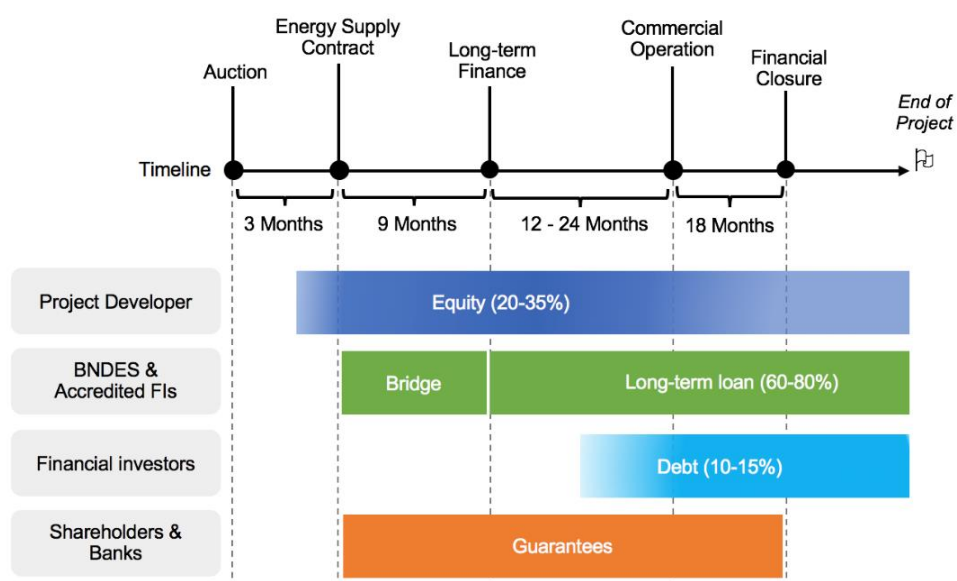 Auction
Energy Supply
Contract
Long-term
Finance
Commercial
Operation
Financial
Closure
End of
Project
Timeline
3 Months
9 Months
12 - 24 Months
18 Months
Project Developer
Equity (20-35%)
BNDES &
Accredited FIs
Bridge
Long-term loan (60-80%)
Financial investors
Debt (10-15%)
Shareholders &
Banks
Guarantees